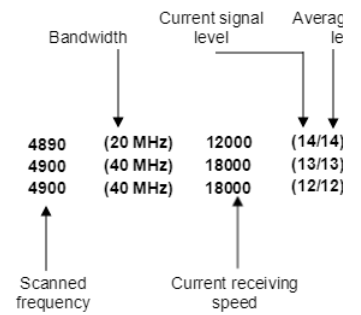 Current signal level
Bandwidth
4890 (20 MHz) 12000 (14/14)
4900 (40 MHz) 18000 (13/13)
4900 (40 MHz) 18000 (12/12)
Scanned frequency
Current receiving speed